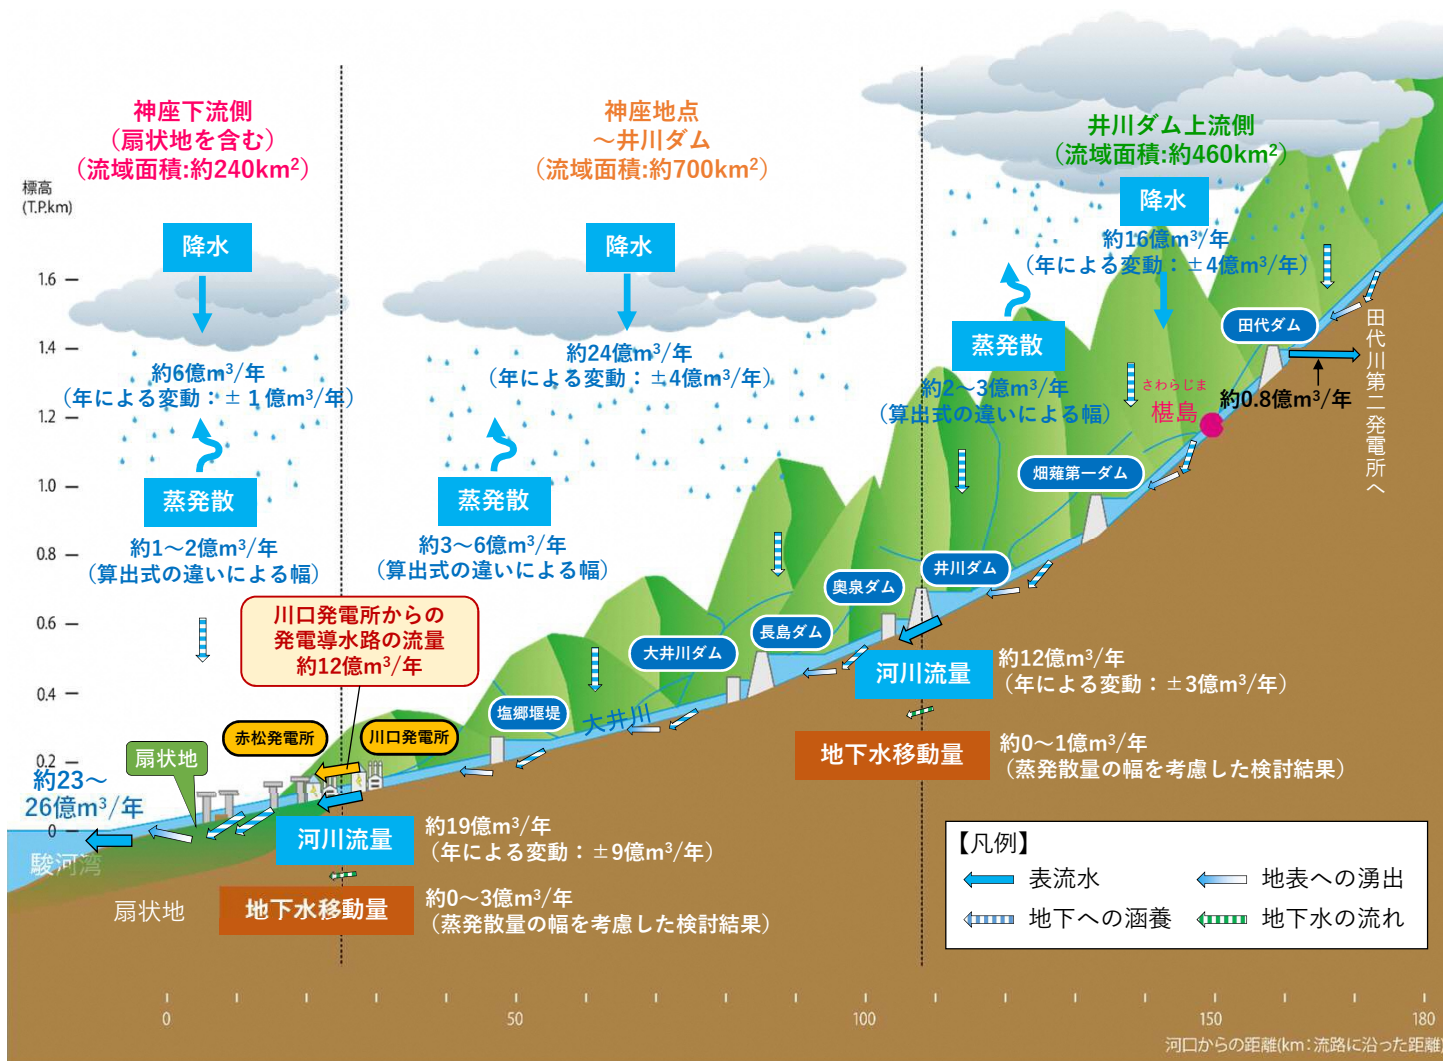 神座下流側
（扇状地を含む）
（流域面積:約240km²）
神座地点
～井川ダム
（流域面積:約700km²）
井川ダム上流側
（流域面積:約460km²）
標高
(T.P.km)
1.6
1.4
1.2
1.0
0.8
0.6
0.4
0.2
0
降水
約6億m³/年
（年による変動：±１億m³/年）
蒸発散
約1～2億m³/年
（算出式の違いによる幅）
降水
約24億m³/年
（年による変動：±4億m³/年）
蒸発散
約3～6億m³/年
（算出式の違いによる幅）
降水
約16億m³/年
（年による変動：±4億m³/年）
蒸発散
約2～3億m³/年
（算出式の違いによる幅）
田代ダム
田代川第二発電所へ
約0.8億m³/年
さわらじま
椹島
畑薙第一ダム
井川ダム
奥泉ダム
長島ダム
大井川ダム
塩郷堰堤
大井川
川口発電所からの
発電導水路の流量
約12億m³/年
赤松発電所
川口発電所
扇状地
約23～
26億m³/年
駿河湾
扇状地
河川流量
約12億m³/年
（年による変動：±3億m³/年）
地下水移動量
約0～1億m³/年
（蒸発散量の幅を考慮した検討結果）
河川流量
約19億m³/年
（年による変動：±9億m³/年）
地下水移動量
約0～3億m³/年
（蒸発散量の幅を考慮した検討結果）
【凡例】
表流水
地表への湧出
地下への涵養
地下水の流れ
0
50
100
150
180
河口からの距離(km：流路に沿った距離)